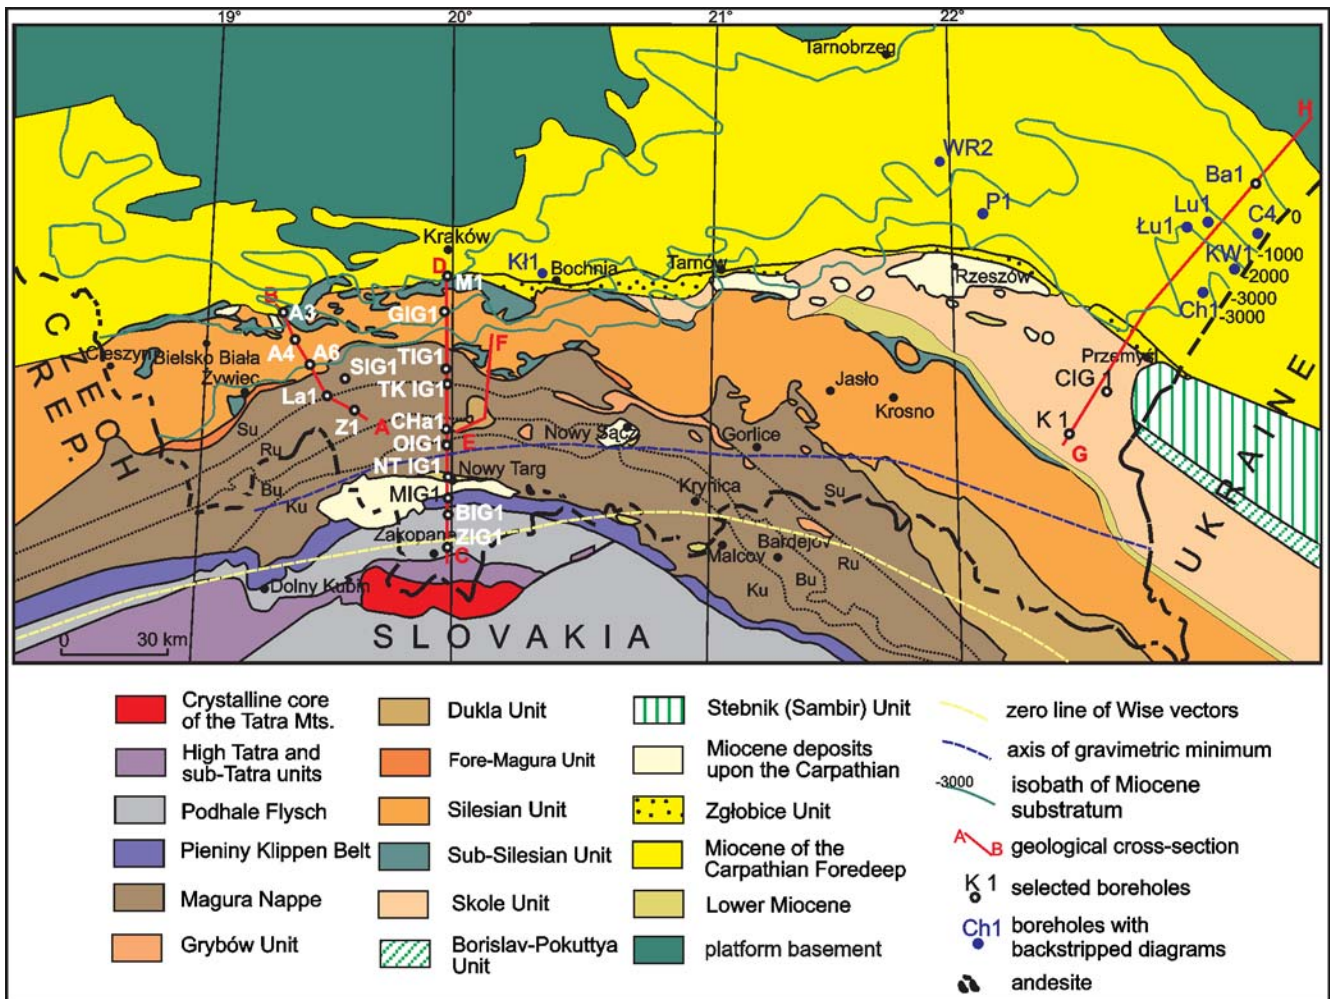 19°
20°
21°
22°
Tarnobrzeg
H
WR2
Ba1
P1
Lu1
Łu1
C4
0
KW1
-1000
-2000
Ch1
-3000
-3000
Kraków
D
Kł1
Bochnia
Tarnów
Rzeszów
M1
B
A3
GIG1
F
CZECH
REP.
Cieszyn
Bielsko Biała
A4
A6
Żywiec
SIG1
TIG1
TK IG1
La1
Z1
A
CHa1
E
OIG1
NT IG1
Nowy Sącz
Gorlice
Jasło
Krosno
Przemyśl
CIG 1
K 1
G
UKRAINE
Su
Ru
Bu
Ku
Nowy Targ
MIG1
BIG1
ZIG1
Zakopan
C
Krynica
Su
Malcov
Bardejov
Ru
Bu
Ku
Dolny Kubin
0 30 km
SLOVAKIA
Crystalline core
of the Tatra Mts.
High Tatra and
sub-Tatra units
Podhale Flysch
Pieniny Klippen Belt
Magura Nappe
Grybów Unit
Dukla Unit
Fore-Magura Unit
Silesian Unit
Sub-Silesian Unit
Skole Unit
Borislav-Pokuttya
Unit
Stebnik (Sambir) Unit
Miocene deposits
upon the Carpathian
Zgłobice Unit
Miocene of the
Carpathian Foredeep
Lower Miocene
platform basement
zero line of Wise vectors
axis of gravimetric minimum
-3000
isobath of Miocene
substratum
A B geological cross-section
K 1
selected boreholes
Ch1
boreholes with
backstripped diagrams
andesite